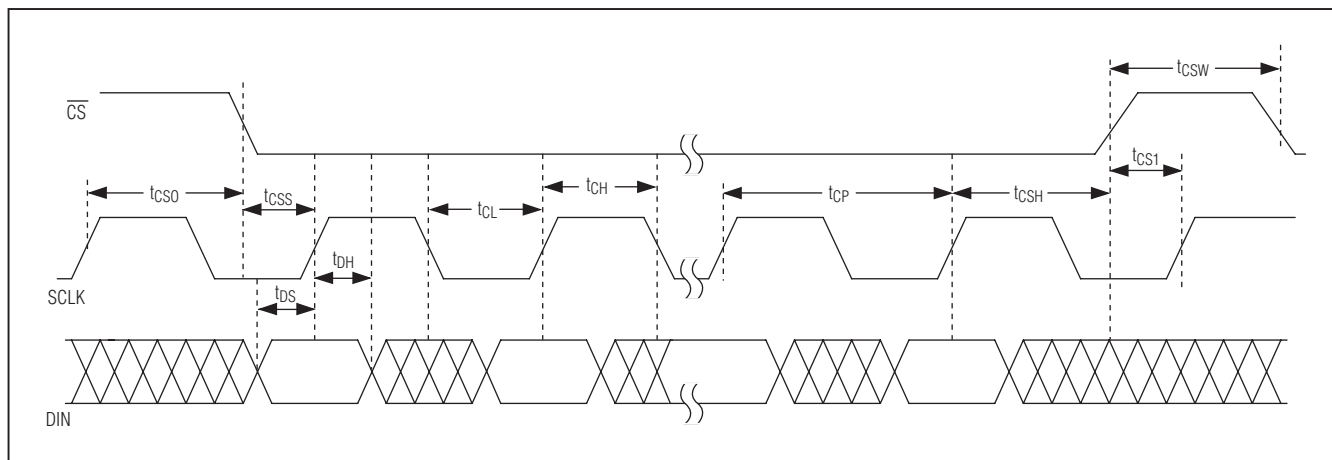 tCSW
CS
tCS1
tCSO
tCSS
tCL
tCH
tCP
tCSH
tDH
SCLK
tDS
DIN